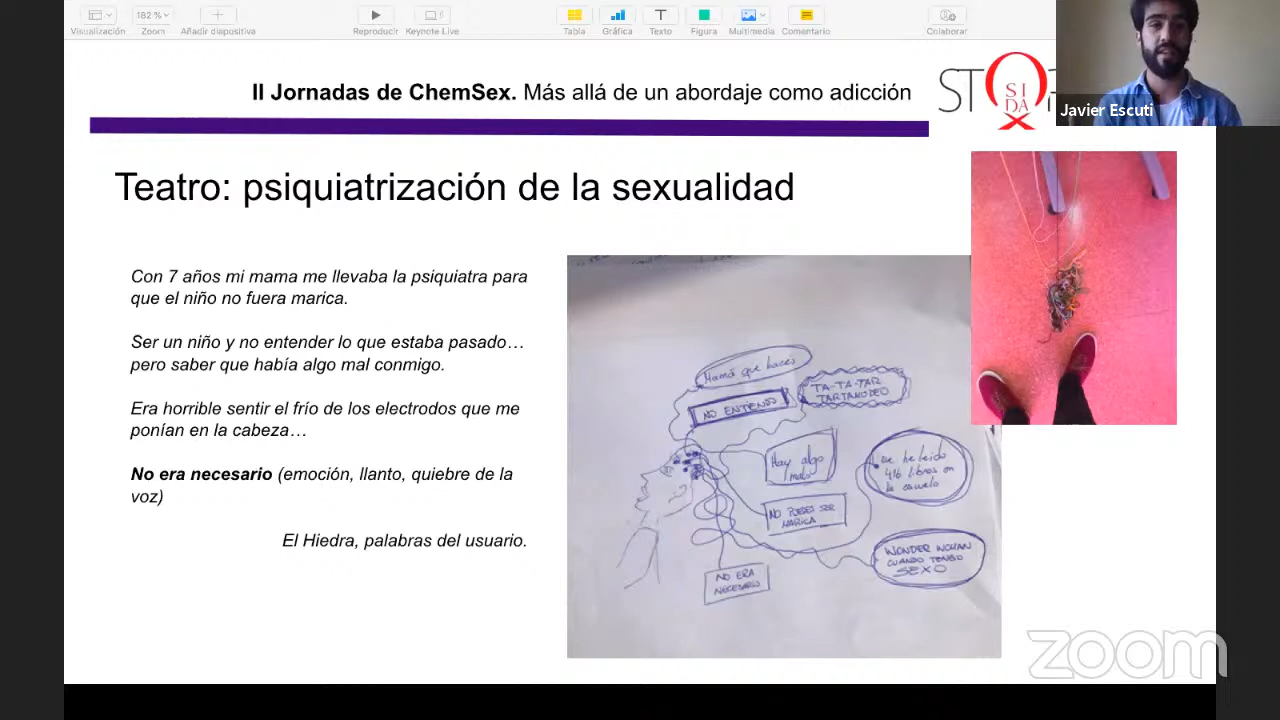 Visualización
182 %
Zoom
Añadir diapositiva
Reproducir
Keynote Live
Tabla
Gráfica
Texto
Figura
Multimedia
Comentario
Colaborar
II Jornadas de ChemSex. Más allá de un abordaje como adicción
ST P
SI
DA
Javier Escuti
Teatro: psiquiatrización de la sexualidad
Con 7 años mi mama me llevaba la psiquiatra para
que el niño no fuera marica.
Ser un niño y no entender lo que estaba pasado…
pero saber que había algo mal conmigo.
Era horrible sentir el frío de los electrodos que me
ponían en la cabeza…
No era necesario (emoción, llanto, quiebre de la
voz)
El Hiedra, palabras del usuario.
Mamá que haces
NO ENTIENDO
TA-TA-TAR
TARTAMUDEO
Hay algo
malo
me he leido
416 libros en
la escuela
NO PUEDES SER
MARICA
WONDER WOMAN
CUANDO TENGO
SEXO
NO ERA
NECESARIO
zoom